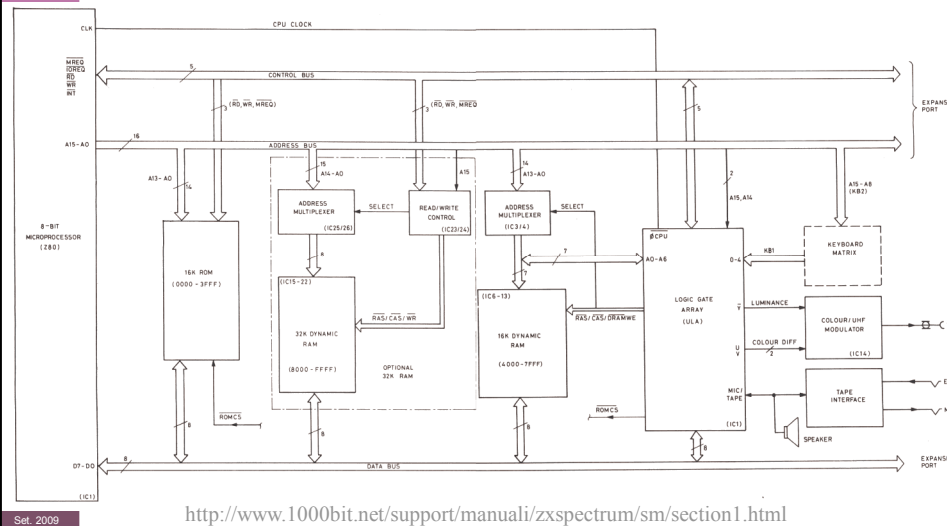 CLK
CPU CLOCK
MREQ
IOREQ
RD
WR
INT
5
CONTROL BUS
3 (RD, WR, MREQ)
3 (RD, WR, MREQ)
5
EXPANS
PORT
A15-A0
16
ADDRESS BUS
A13-A0
14
15
A14-A0
A15
14
A13-A0
2
A15, A14
A15-A8
(KB2)
8-BIT
MICROPROCESSOR
(Z80)
ADDRESS
MULTIPLEXER
(IC25/26)
SELECT
READ/WRITE
CONTROL
(IC23/24)
ADDRESS
MULTIPLEXER
(IC3/4)
SELECT
ØCPU
A0-A6
0-4
KB1
KEYBOARD
MATRIX
16K ROM
(0000-3FFF)
7
7
(IC15-22)
32K DYNAMIC
RAM
(8000-FFFF)
RAS/CAS/WR
OPTIONAL
32K RAM
(IC6-13)
16K DYNAMIC
RAM
(4000-7FFF)
RAS/CAS/DRAMWE
LOGIC GATE
ARRAY
(ULA)
Y
LUMINANCE
U
V
COLOUR DIFF
2
COLOUR/UHF
MODULATOR
(IC14)
MIC/
TAPE
(IC1)
TAPE
INTERFACE
E
SPEAKER
ROMCS
ROMCS
8
8
8
8
D7-D0
8
DATA BUS
EXPANS
PORT
(IC1)
Set. 2009
http://www.1000bit.net/support/manuali/zxspectrum/sm/section1.html